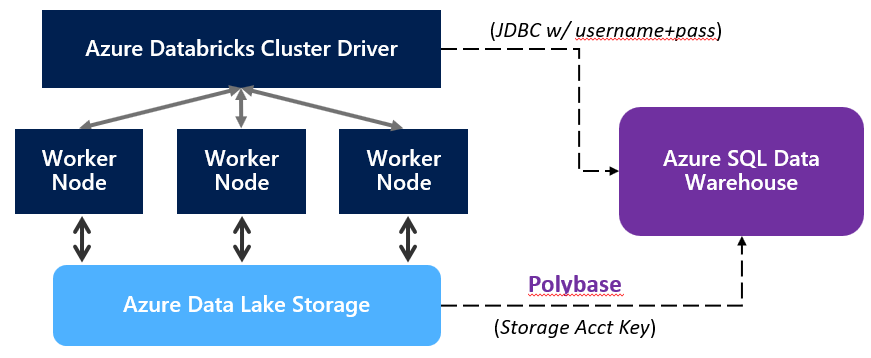 Azure Databricks Cluster Driver
(JDBC w/ username+pass)
Worker
Node
Worker
Node
Worker
Node
Azure SQL Data
Warehouse
Azure Data Lake Storage
Polybase
(Storage Acct Key)